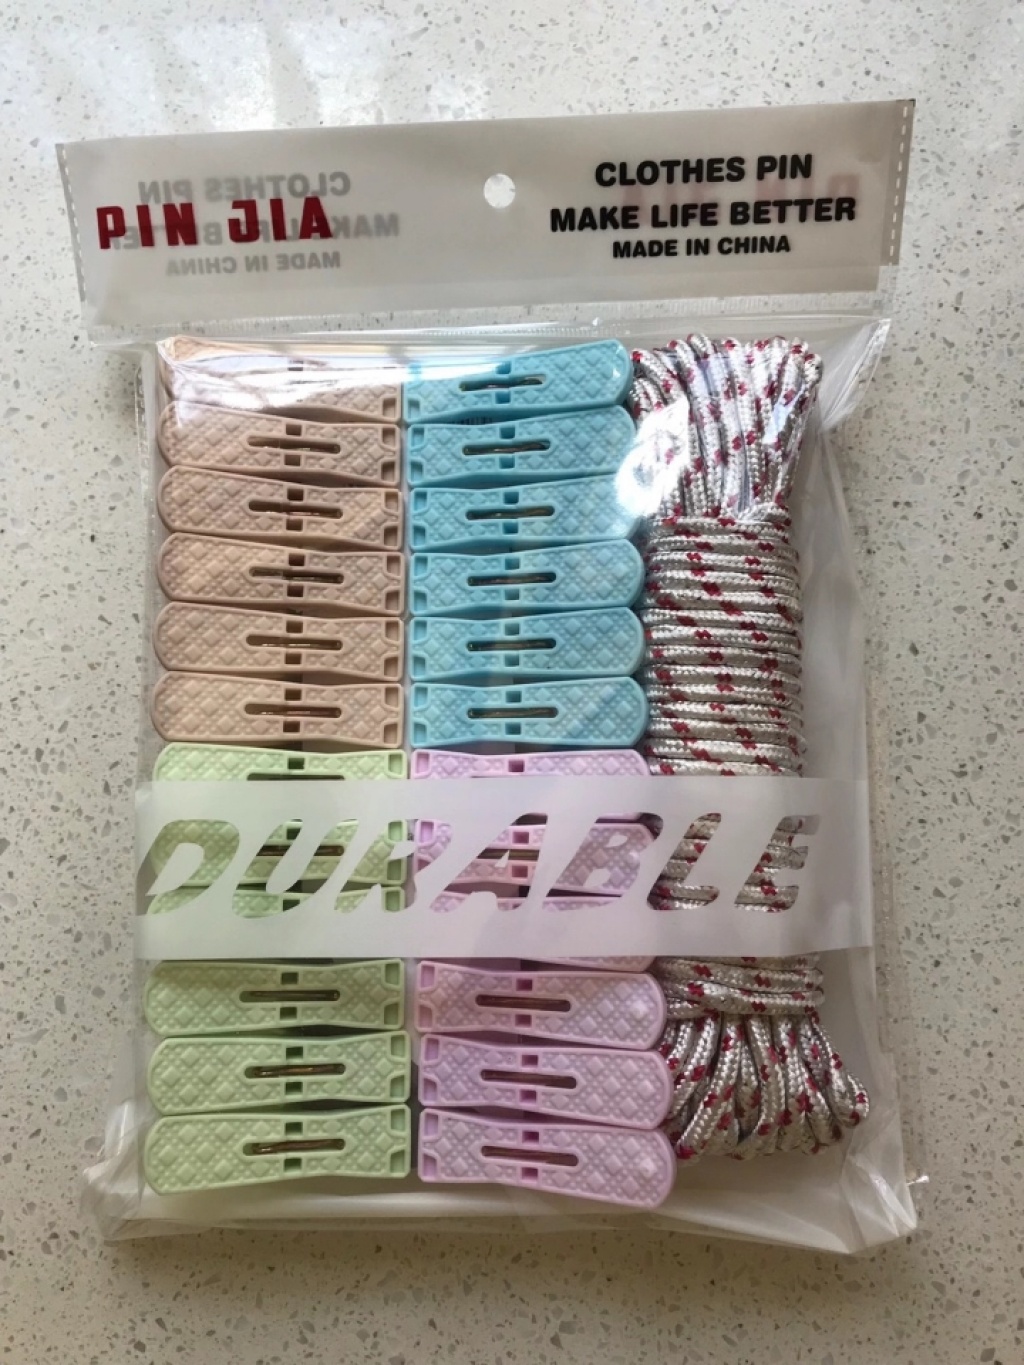 PIN JIA
CLOTHES PIN
MAKE LIFE BETTER
MADE IN CHINA
DURABLE